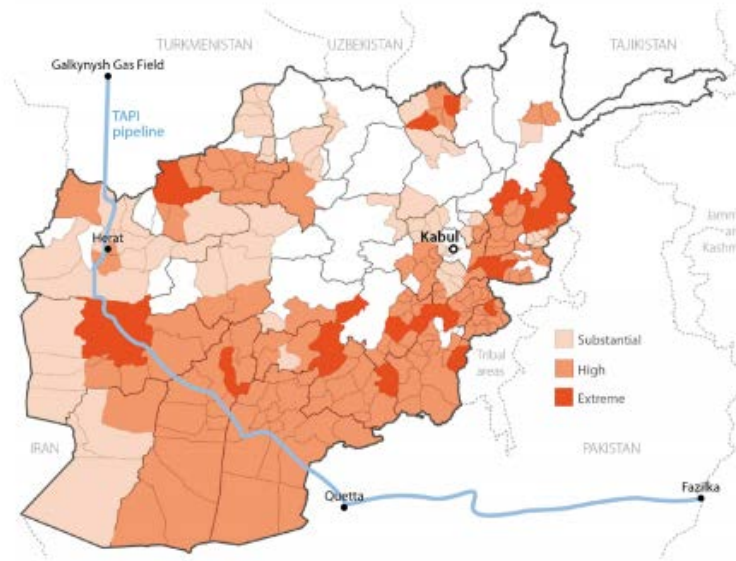 TURKMENISTAN
UZBEKISTAN
TAJIKISTAN
Galkynysh Gas Field
TAPI
pipeline
Herat
Kabul
Kashm
Substantial
High
Extreme
Tribal
areas
IRAN
PAKISTAN
Quetta
Fazilka